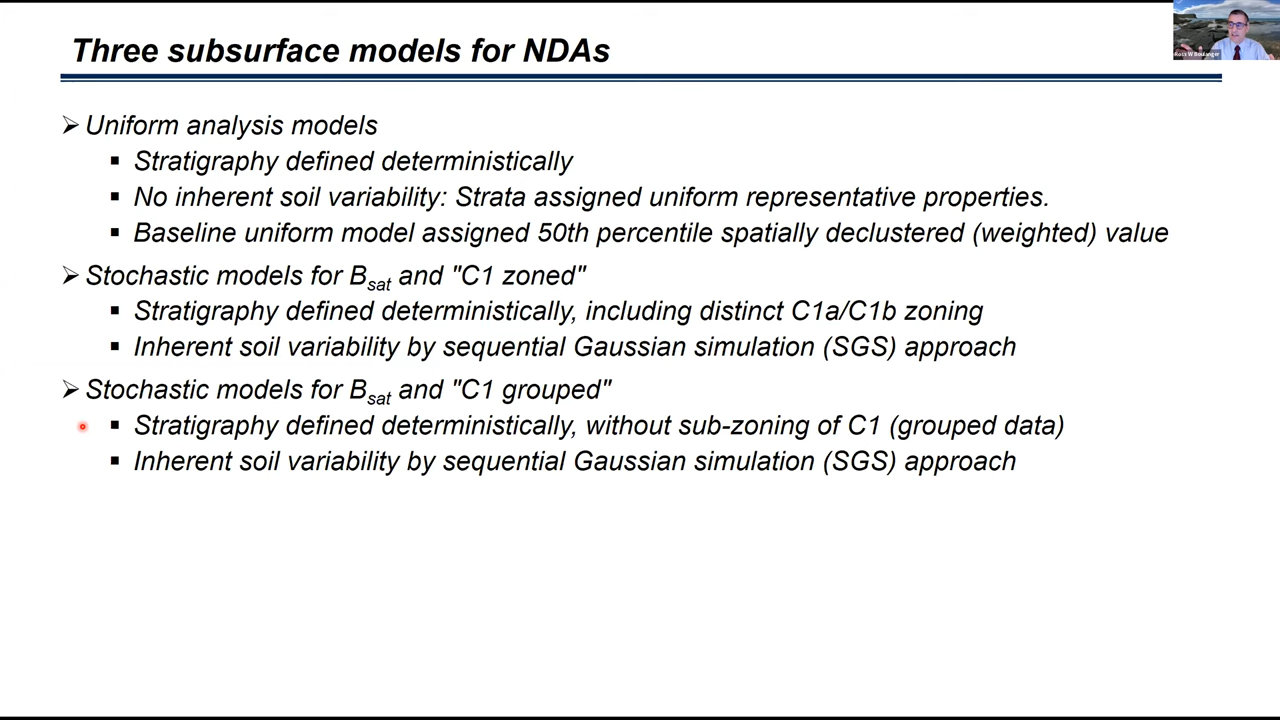 Three subsurface models for NDAs
Ross W Boulanger
➢ Uniform analysis models
▪ Stratigraphy defined deterministically
▪ No inherent soil variability: Strata assigned uniform representative properties.
▪ Baseline uniform model assigned 50th percentile spatially declustered (weighted) value
➢ Stochastic models for Bsat and "C1 zoned"
▪ Stratigraphy defined deterministically, including distinct C1a/C1b zoning
▪ Inherent soil variability by sequential Gaussian simulation (SGS) approach
➢ Stochastic models for Bsat and "C1 grouped"
▪ Stratigraphy defined deterministically, without sub-zoning of C1 (grouped data)
▪ Inherent soil variability by sequential Gaussian simulation (SGS) approach